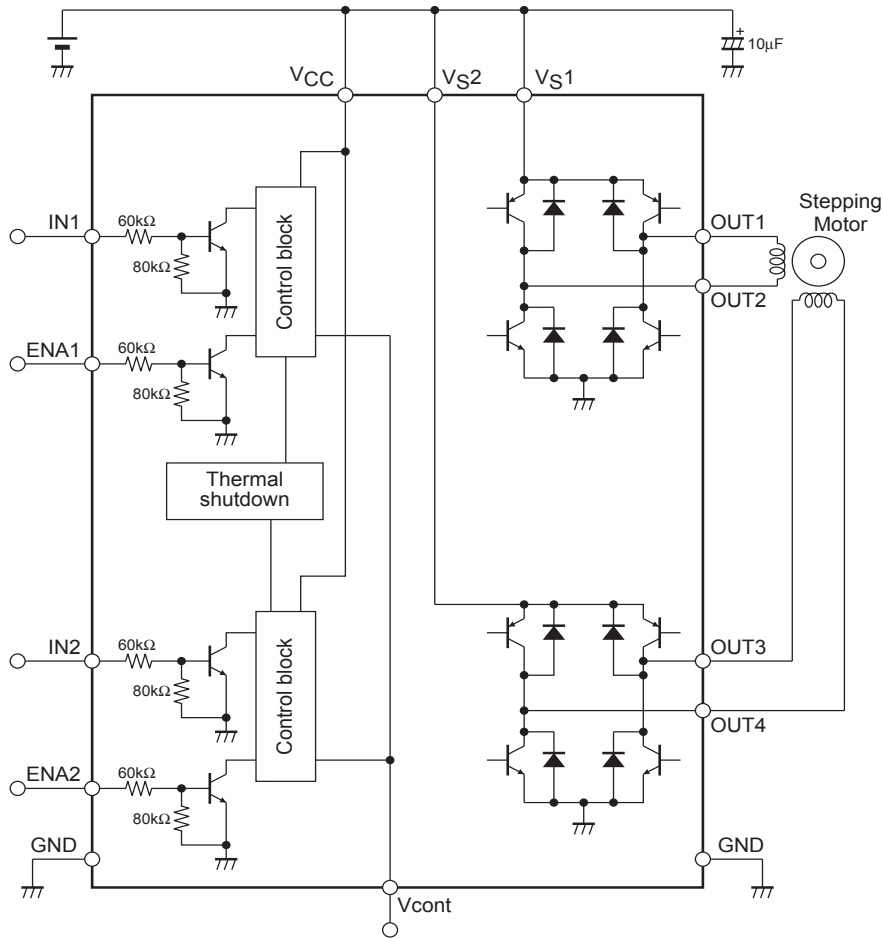 +
10µF
VCC
VS2
VS1
IN1
60kΩ
80kΩ
Control block
OUT1
Stepping
Motor
OUT2
ENA1
60kΩ
80kΩ
Thermal
shutdown
IN2
60kΩ
80kΩ
Control block
OUT3
OUT4
ENA2
60kΩ
80kΩ
GND
GND
Vcont